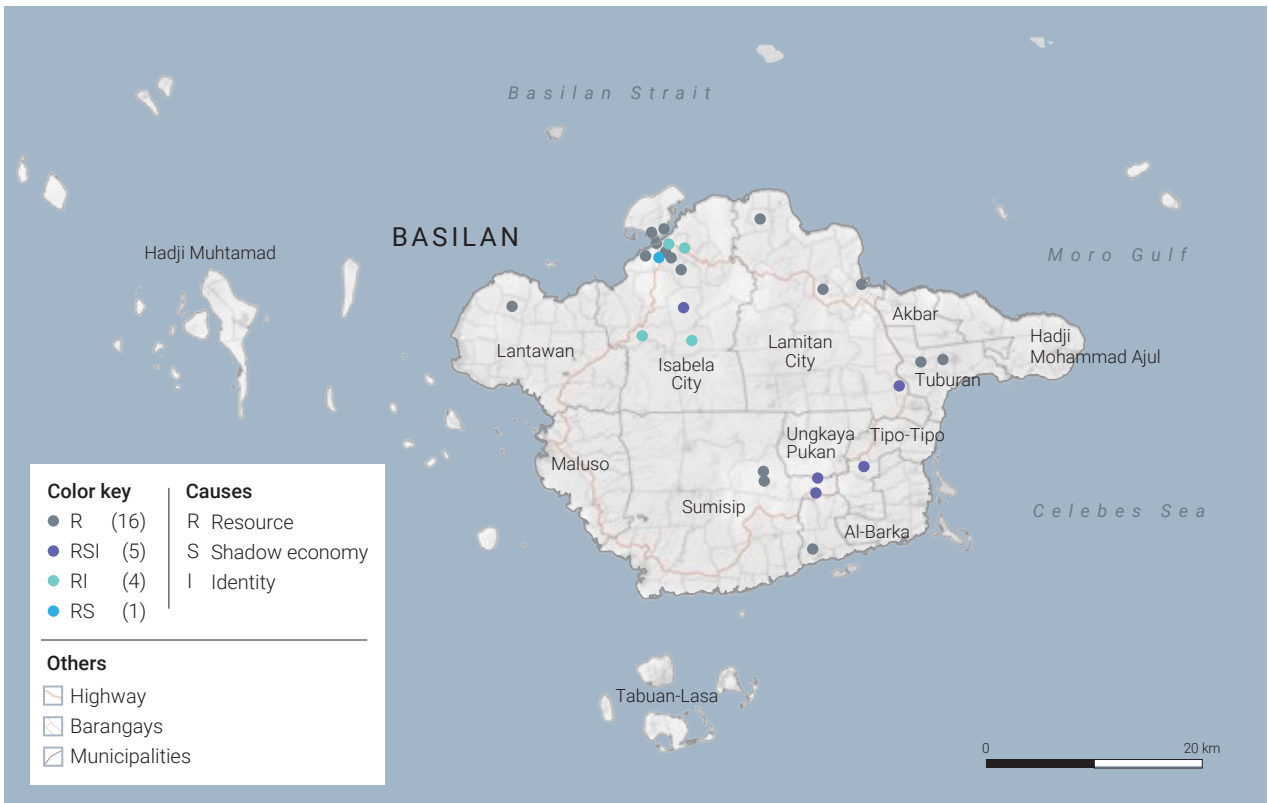 Basilan Strait
BASILAN
Hadji Muhtamad
Moro Gulf
Akbar
Hadji
Mohammad Ajul
Lantawan
Isabela
City
Lamitan
City
Tuburan
Ungkaya
Pukan
Tipo-Tipo
Maluso
Sumisip
Al-Barka
Celebes Sea
Tabuan-Lasa
Color key
R (16)
RSI (5)
RI (4)
RS (1)
Causes
R Resource
S Shadow economy
I Identity
Others
Highway
Barangays
Municipalities
0 20 km